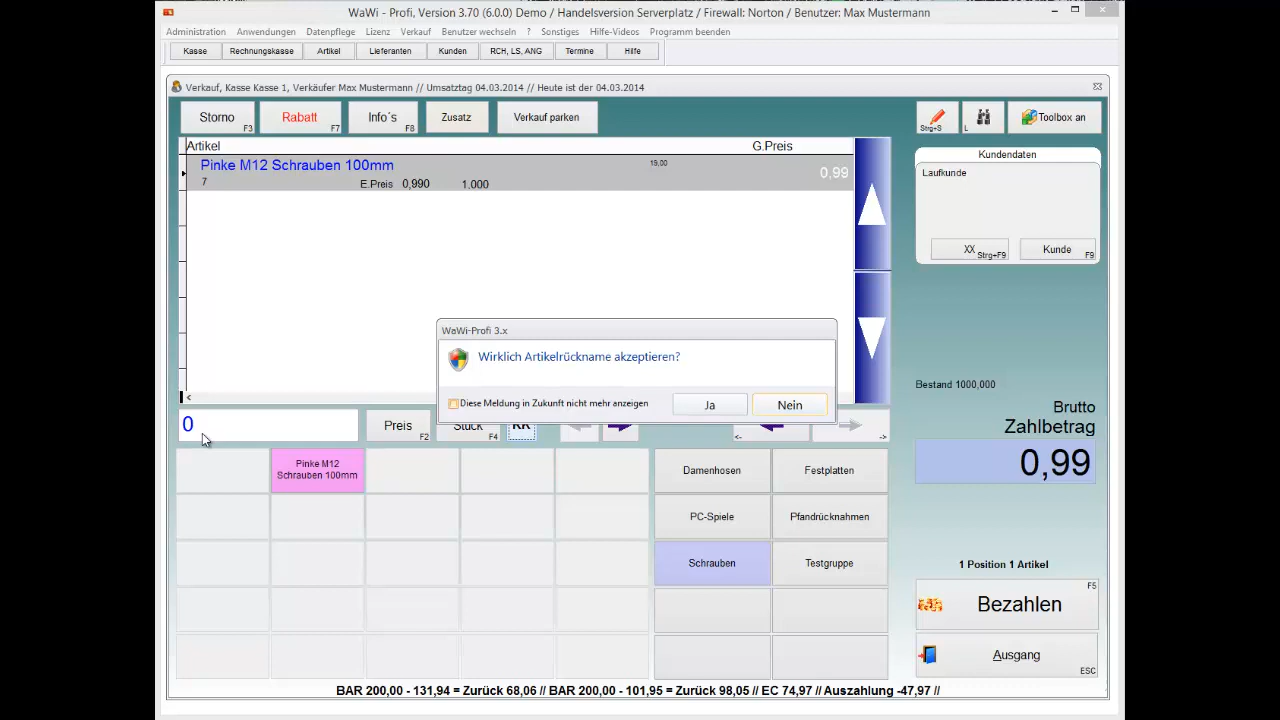 WaWi - Profi, Version 3.70 (6.0.0) Demo / Handelsversion Serverplatz / Firewall: Norton / Benutzer: Max Mustermann
Administration Anwendungen Datenpflege Lizenz Verkauf Benutzer wechseln ? Sonstiges Hilfe-Videos Programm beenden
Kasse Rechnungskasse Artikel Lieferanten Kunden RCH, LS, ANG Termine Hilfe
Verkauf, Kasse Kasse 1, Verkäufer Max Mustermann // Umsatztag 04.03.2014 // Heute ist der 04.03.2014
Storno F3 Rabatt F7 Info´s F8 Zusatz Verkauf parken Strg+S L Toolbox an
Artikel G.Preis
Pinke M12 Schrauben 100mm 19,00 0,99
7 E.Preis 0,990 1.000
Kundendaten
Laufkunde
XX Strg+F9 Kunde F9
WaWi-Profi 3.x
Wirklich Artikelrückname akzeptieren?
Diese Meldung in Zukunft nicht mehr anzeigen Ja Nein
Bestand 1000,000
Brutto
Zahlbetrag
0,99
0 Preis F2 Stück F4 RR <- ->
Pinke M12
Schrauben 100mm
Damenhosen Festplatten
PC-Spiele Pfandrücknahmen
Schrauben Testgruppe
1 Position 1 Artikel
Bezahlen F5
Ausgang ESC
BAR 200,00 - 131,94 = Zurück 68,06 // BAR 200,00 - 101,95 = Zurück 98,05 // EC 74,97 // Auszahlung -47,97 //